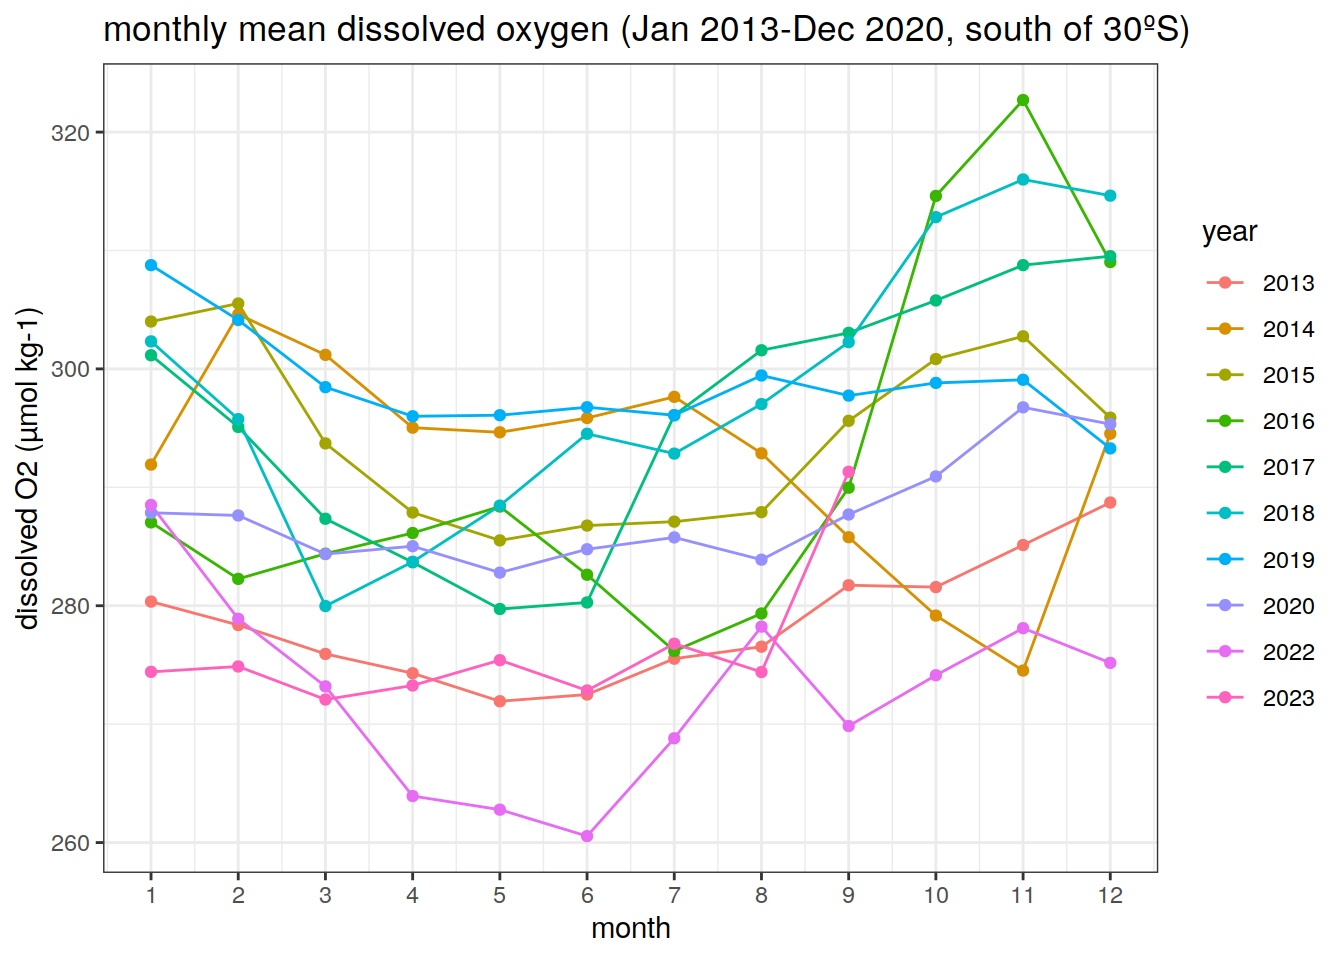 monthly mean dissolved oxygen (Jan 2013-Dec 2020, south of 30ºS)
dissolved O2 (µmol kg-1)
320
300
280
260
1 2 3 4 5 6 7 8 9 10 11 12
month
year
2013
2014
2015
2016
2017
2018
2019
2020
2022
2023